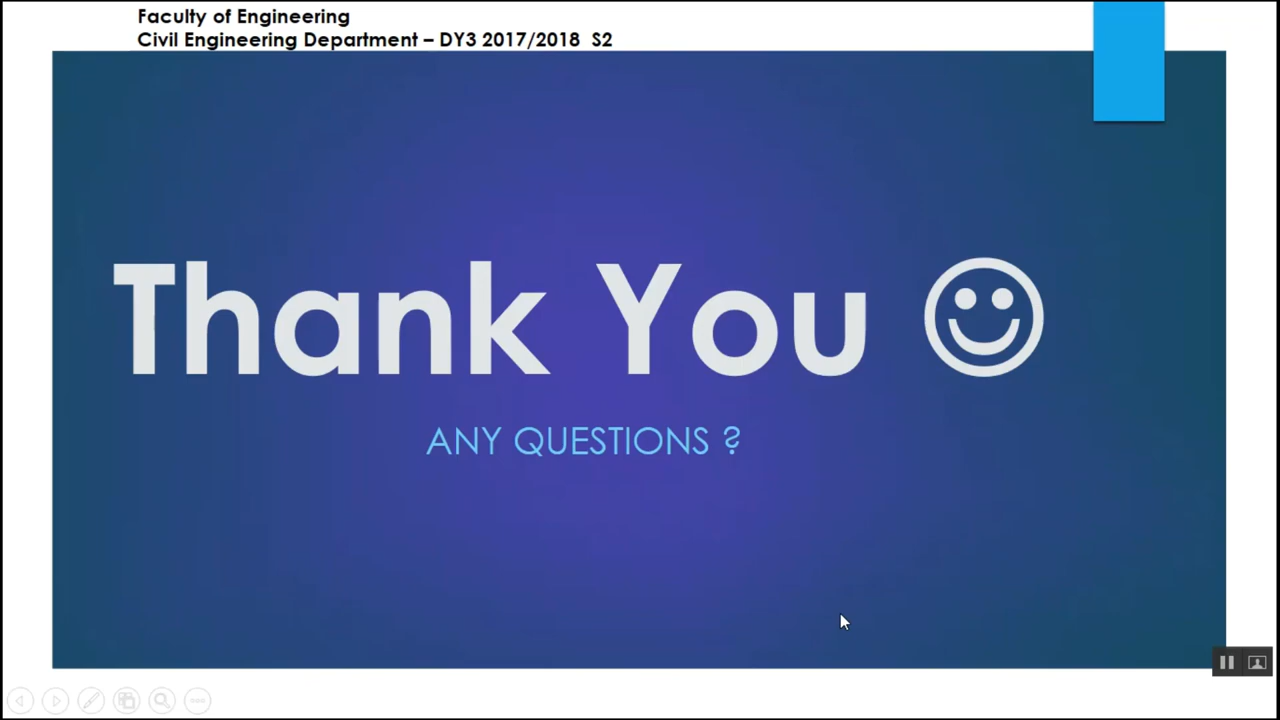 Faculty of Engineering
Civil Engineering Department – DY3 2017/2018 S2
Thank You ☺
ANY QUESTIONS ?